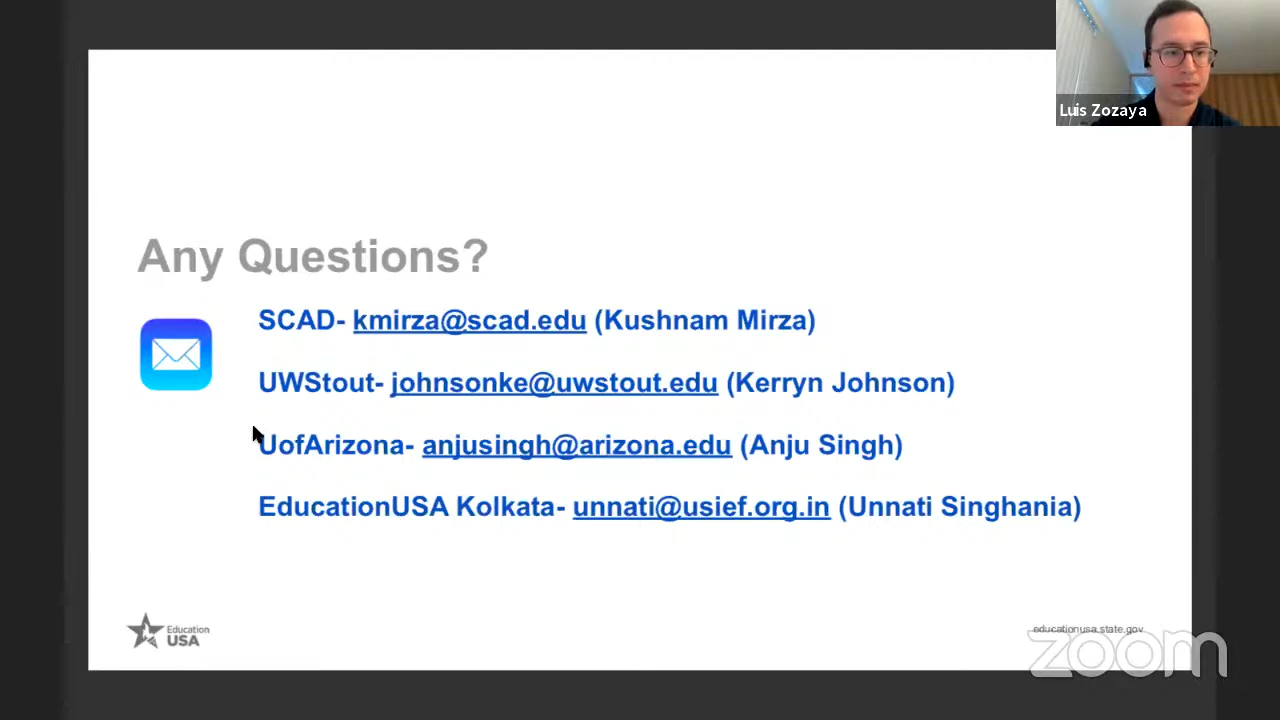 Luis Zozaya
Any Questions?
SCAD- kmirza@scad.edu (Kushnam Mirza)
UWStout- johnsonke@uwstout.edu (Kerryn Johnson)
UofArizona- anjusingh@arizona.edu (Anju Singh)
EducationUSA Kolkata- unnati@usief.org.in (Unnati Singhania)
Education
USA
educationusa.state.gov
zoom